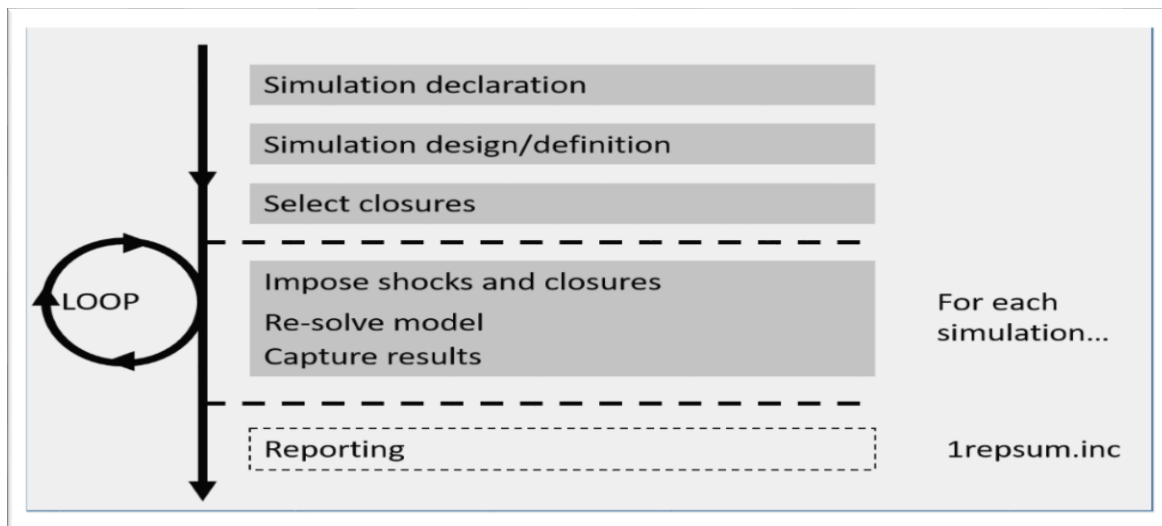 Simulation declaration
Simulation design/definition
Select closures
LOOP
Impose shocks and closures
Re-solve model
Capture results
For each
simulation...
Reporting
1repsum.inc